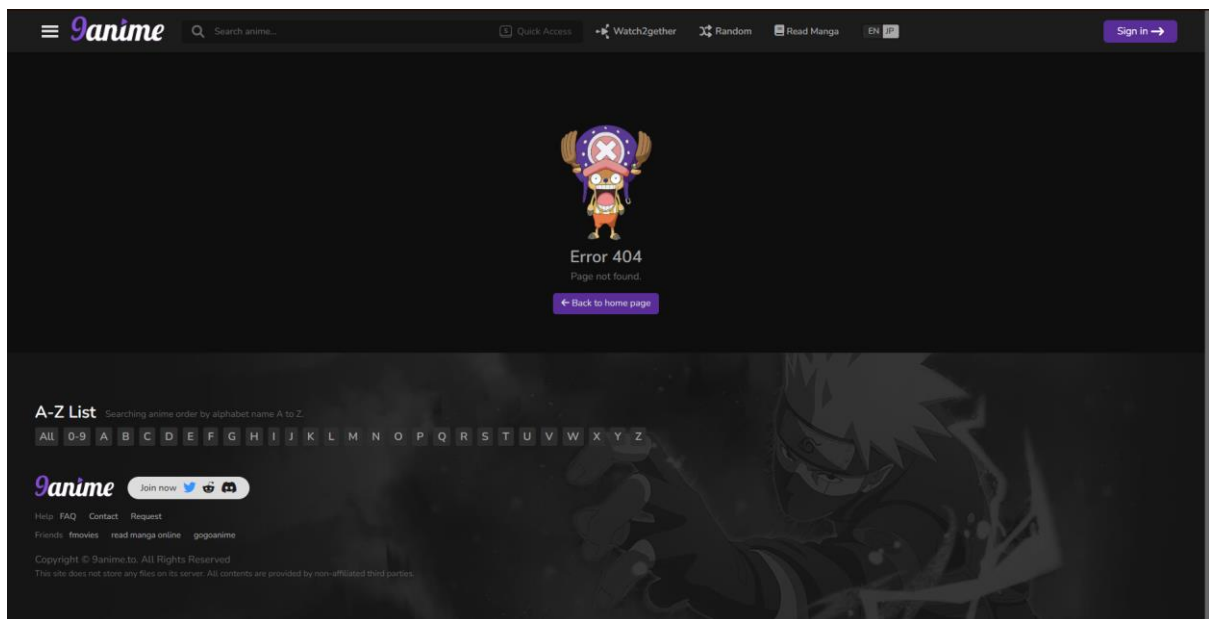 9anime Search anime... S Quick Access Watch2gether Random Read Manga EN JP Sign in
Error 404
Page not found.
Back to home page
A-Z List Searching anime order by alphabet name A to Z.
All 0-9 A B C D E F G H I J K L M N O P Q R S T U V W X Y Z
9anime Join now
Help FAQ Contact Request
Friends fmovies read manga online gogoanime
Copyright © 9anime.to. All Rights Reserved
This site does not store any files on its server. All contents are provided by non-affiliated third parties.